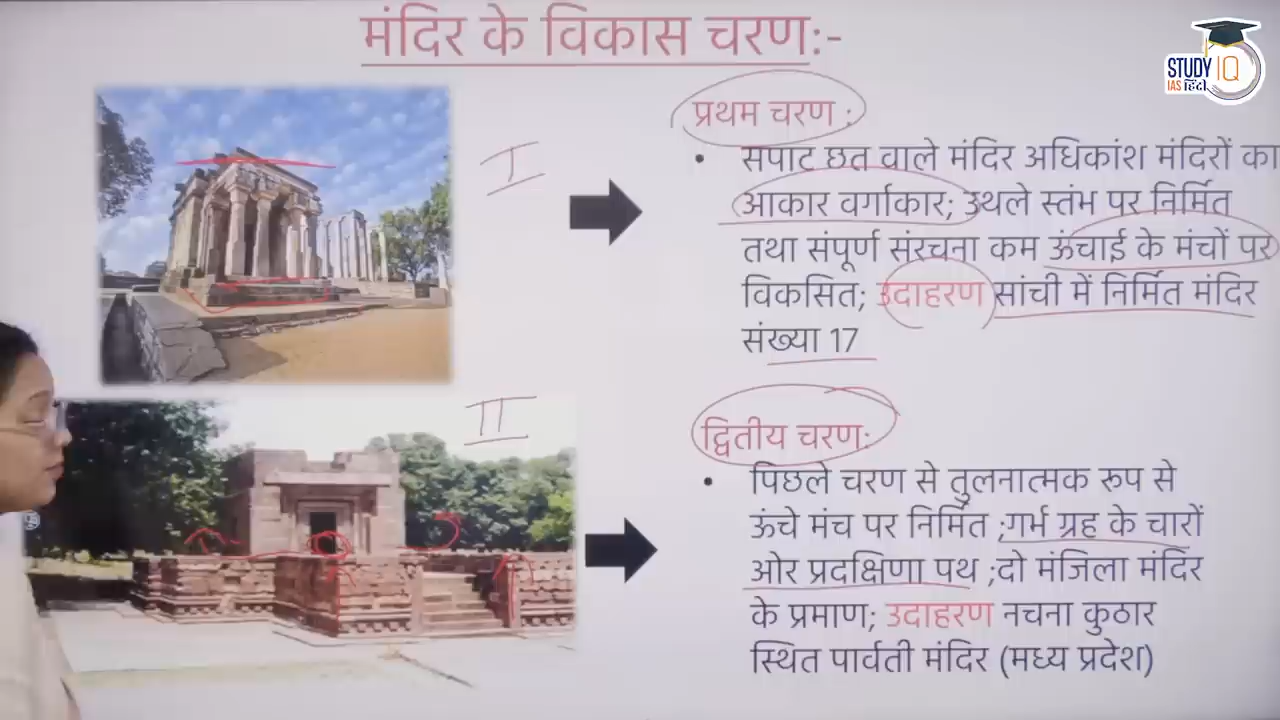 मंदिर के विकास चरण:-
STUDY IQ
IAS हिंदी
I
प्रथम चरण :
• सपाट छत वाले मंदिर अधिकांश मंदिरों का
आकार वर्गाकार; उथले स्तंभ पर निर्मित
तथा संपूर्ण संरचना कम ऊंचाई के मंचों पर
विकसित; उदाहरण सांची में निर्मित मंदिर
संख्या 17
II
द्वितीय चरण:
• पिछले चरण से तुलनात्मक रूप से
ऊंचे मंच पर निर्मित ;गर्भ ग्रह के चारों
ओर प्रदक्षिणा पथ ;दो मंजिला मंदिर
के प्रमाण; उदाहरण नचना कुठार
स्थित पार्वती मंदिर (मध्य प्रदेश)